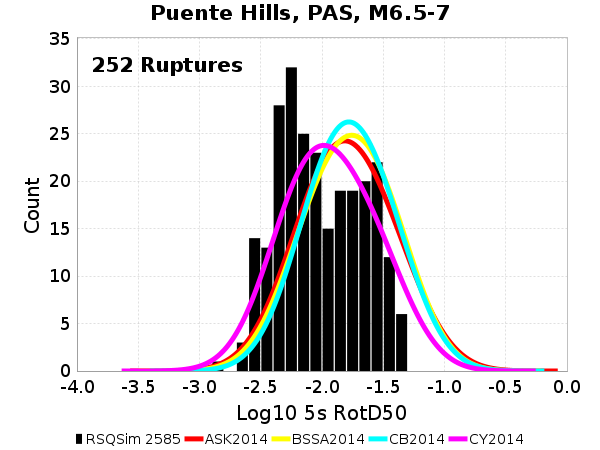 Puente Hills, PAS, M6.5-7
252 Ruptures
Count
35
30
25
20
15
10
5
0
-4.0 -3.5 -3.0 -2.5 -2.0 -1.5 -1.0 -0.5 0.0
Log10 5s RotD50
RSQSim 2585 ASK2014 BSSA2014 CB2014 CY2014